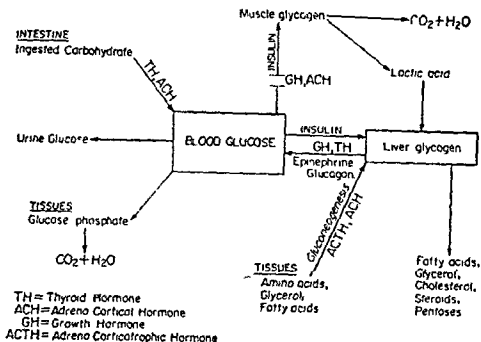 Muscle glycogen
CO2 + H2O
INTESTINE
Ingested Carbohydrate
INSULIN
GH, ACH
TH, ACH
Lactic acid
Urine Glucose
BLOOD GLUCOSE
INSULIN
GH, TH
Epinephrine
Glucagon
Liver glycogen
TISSUES
Glucose phosphate
CO2 + H2O
Gluconeogenesis
ACTH, ACH
TISSUES
Amino acids,
Glycerol,
Fatty acids
Fatty acids,
Glycerol,
Cholesterol,
Steroids,
Pentoses
TH = Thyroid Hormone
ACH = Adreno Cortical Hormone
GH = Growth Hormone
ACTH = Adreno Corticatrophic Hormone